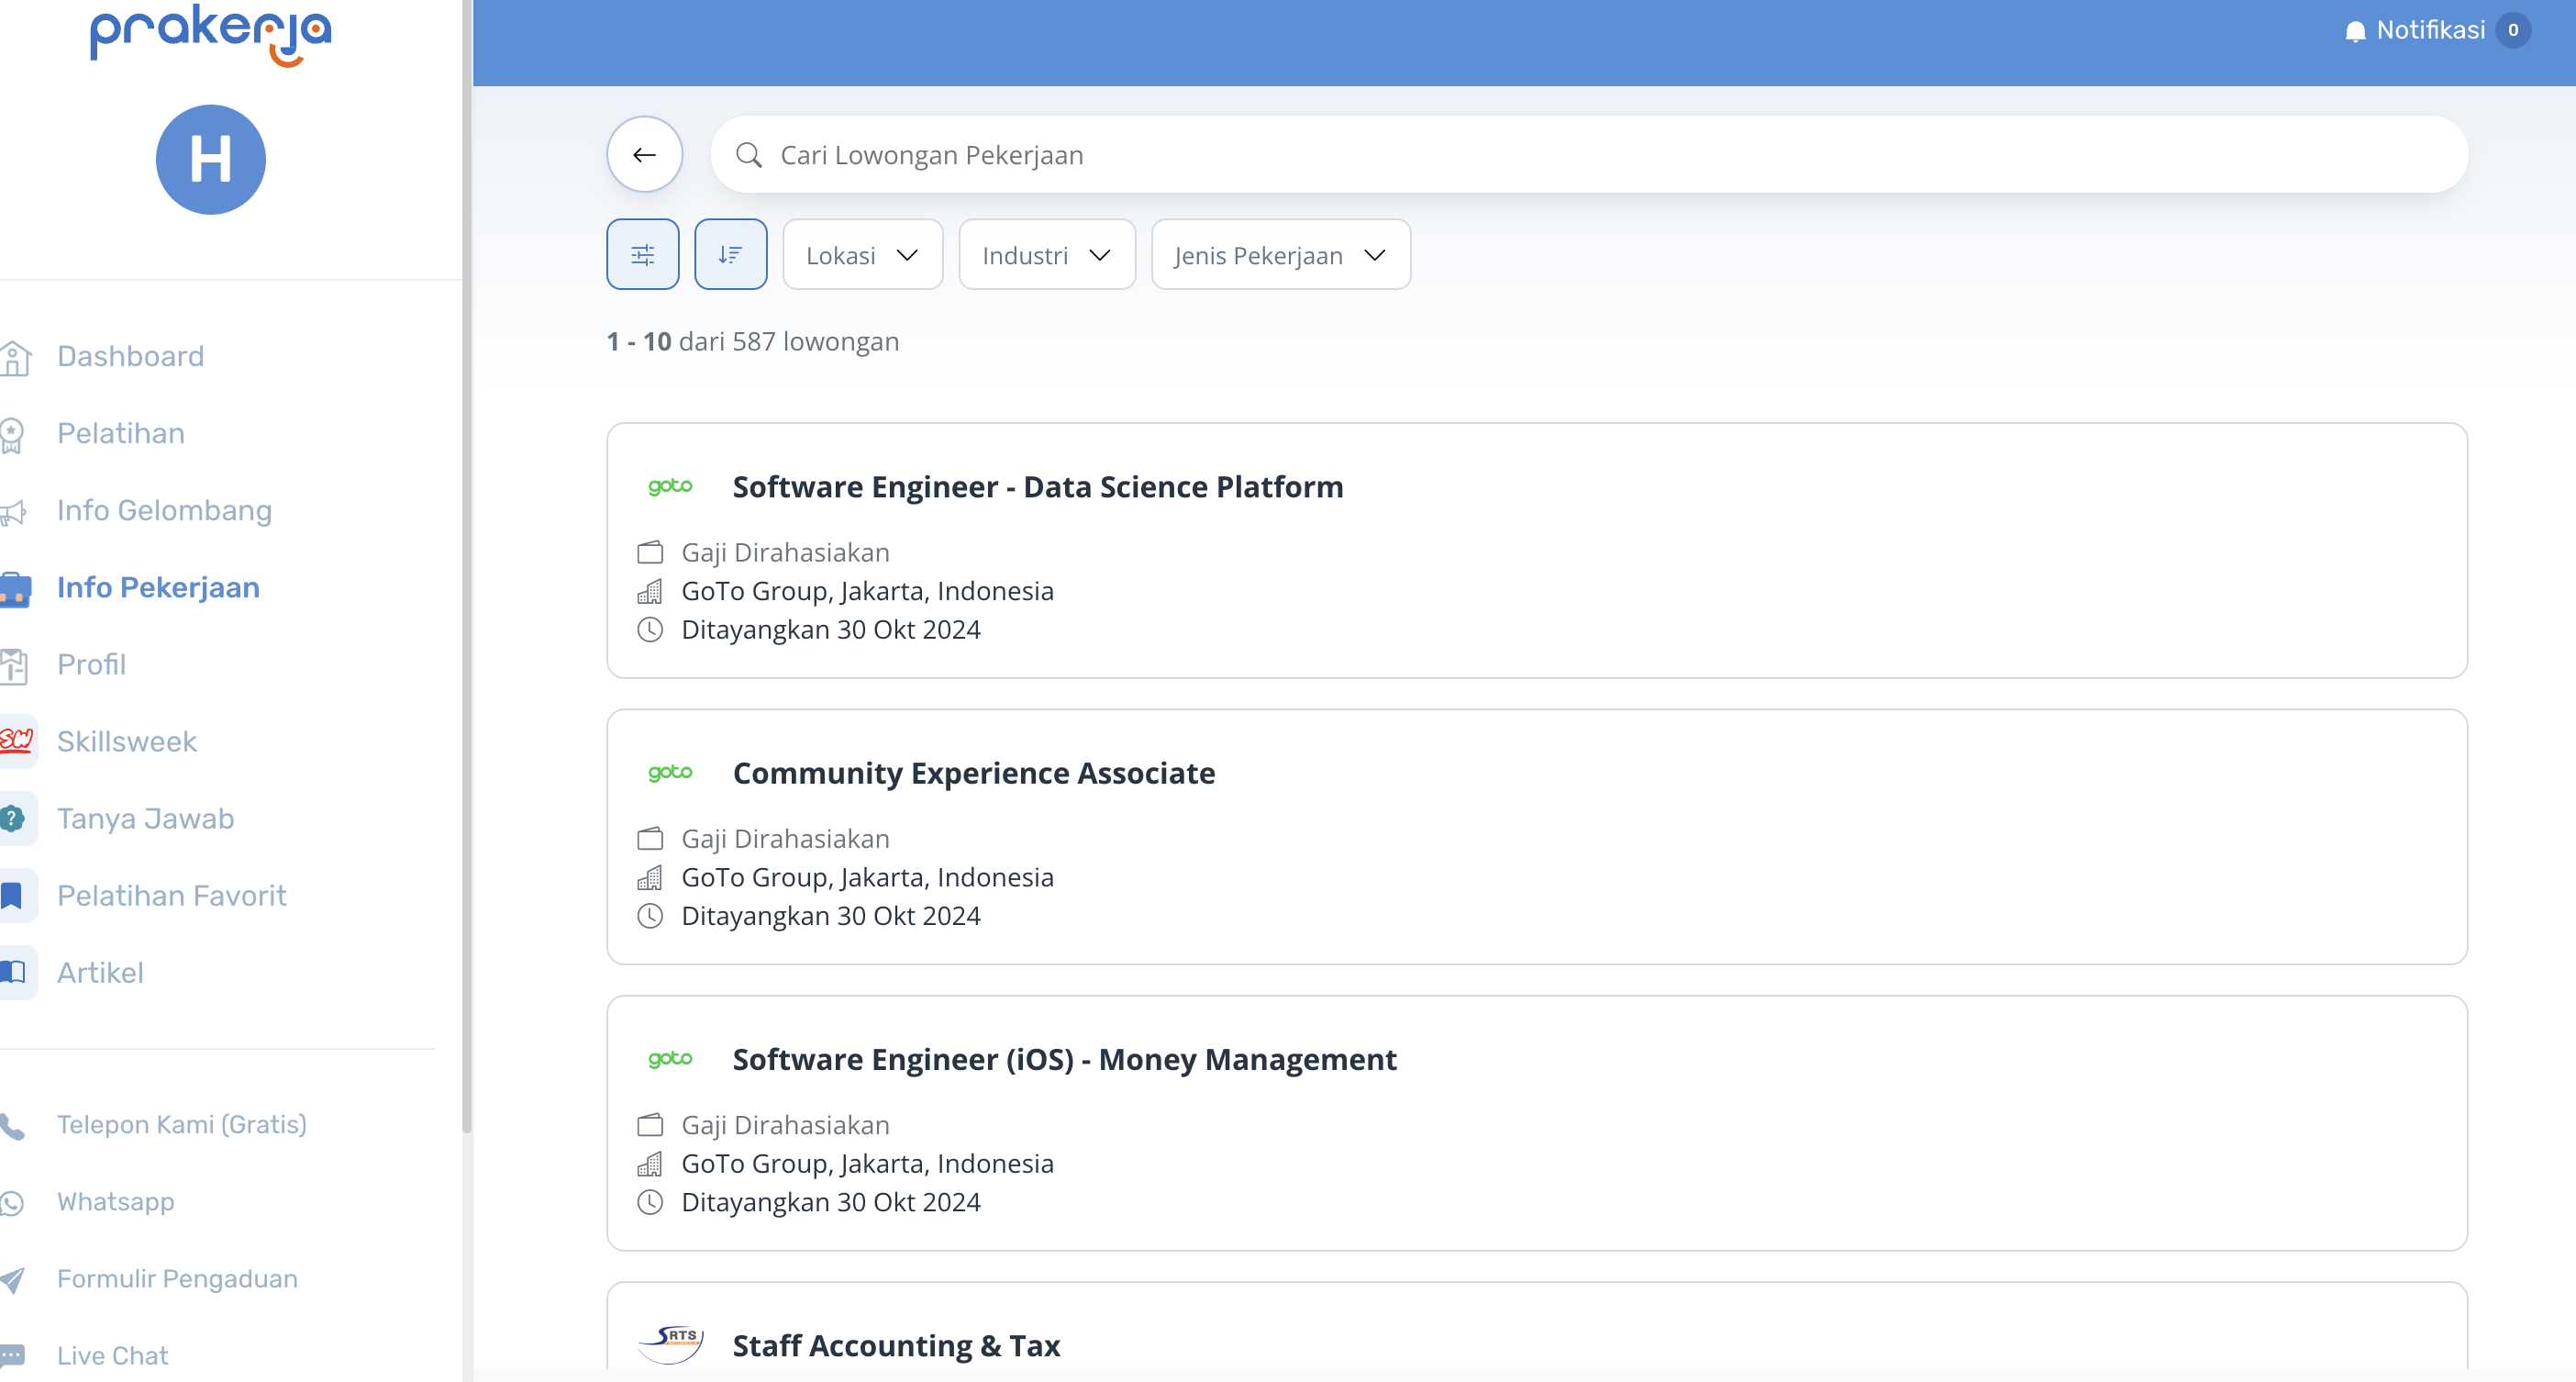 prakerja
H
Dashboard
Pelatihan
Info Gelombang
Info Pekerjaan
Profil
SW
Skillsweek
?
Tanya Jawab
Pelatihan Favorit
Artikel
Telepon Kami (Gratis)
Whatsapp
Formulir Pengaduan
Live Chat
Notifikasi 0
Cari Lowongan Pekerjaan
Lokasi
Industri
Jenis Pekerjaan
1 - 10 dari 587 lowongan
goto
Software Engineer - Data Science Platform
Gaji Dirahasiakan
GoTo Group, Jakarta, Indonesia
Ditayangkan 30 Okt 2024
goto
Community Experience Associate
Gaji Dirahasiakan
GoTo Group, Jakarta, Indonesia
Ditayangkan 30 Okt 2024
goto
Software Engineer (iOS) - Money Management
Gaji Dirahasiakan
GoTo Group, Jakarta, Indonesia
Ditayangkan 30 Okt 2024
SRTS
Staff Accounting & Tax